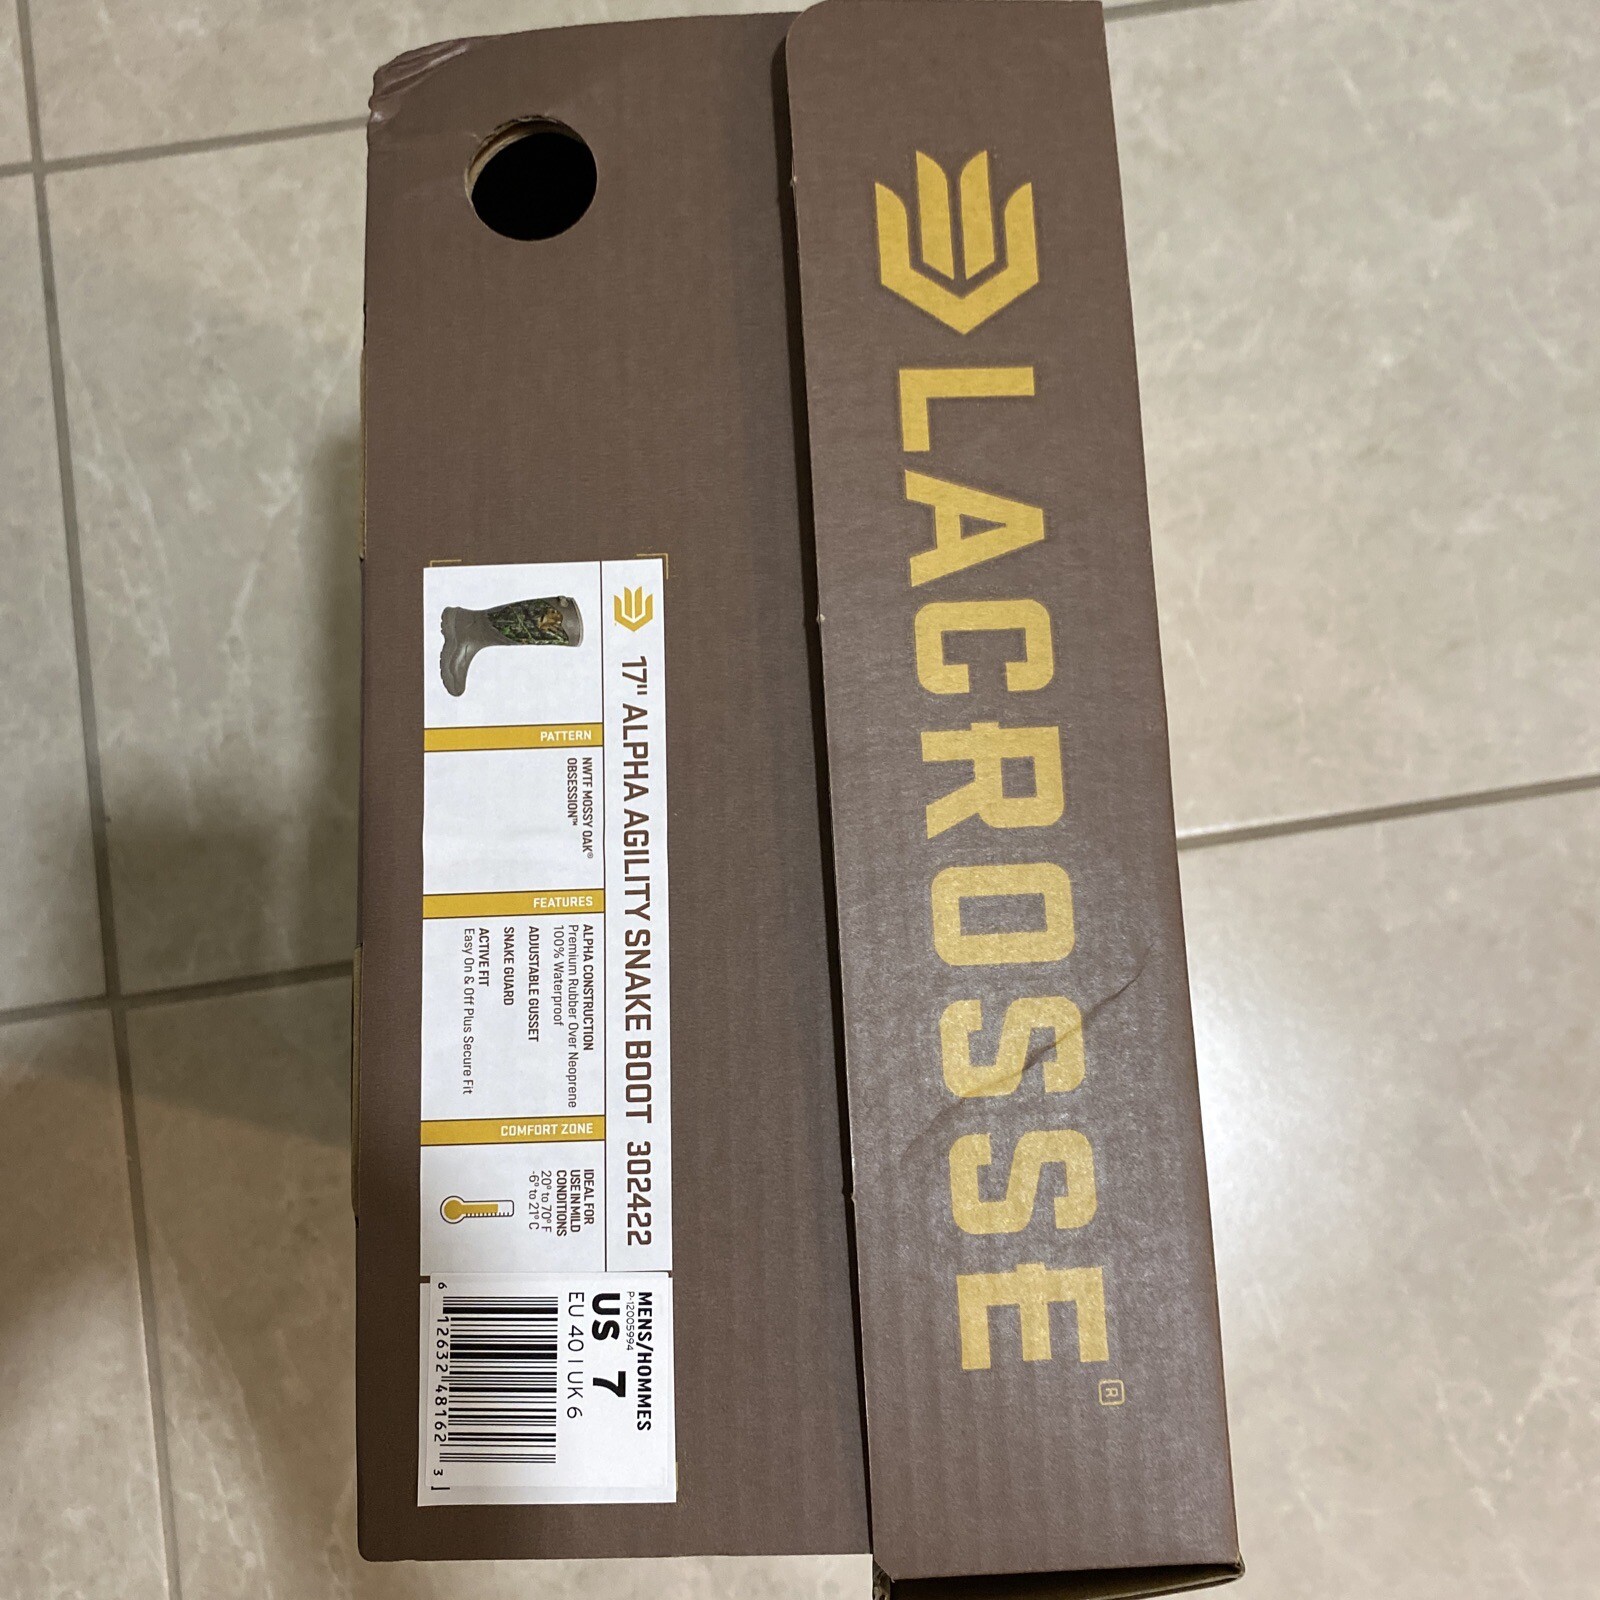 LACROSSE®
17" ALPHA AGILITY SNAKE BOOT 302422
PATTERN
NWTF MOSSY OAK®
OBSESSION™
FEATURES
ALPHA CONSTRUCTION
Premium Rubber Over Neoprene
100% Waterproof
ADJUSTABLE GUSSET
SNAKE GUARD
ACTIVE FIT
Easy On & Off Plus Secure Fit
COMFORT ZONE
IDEAL FOR
USE IN MILD
CONDITIONS
20° to 70° F
-6° to 21° C
MENS/HOMMES
P-12005994
US 7
EU 40 | UK 6
6 12632 48162 3